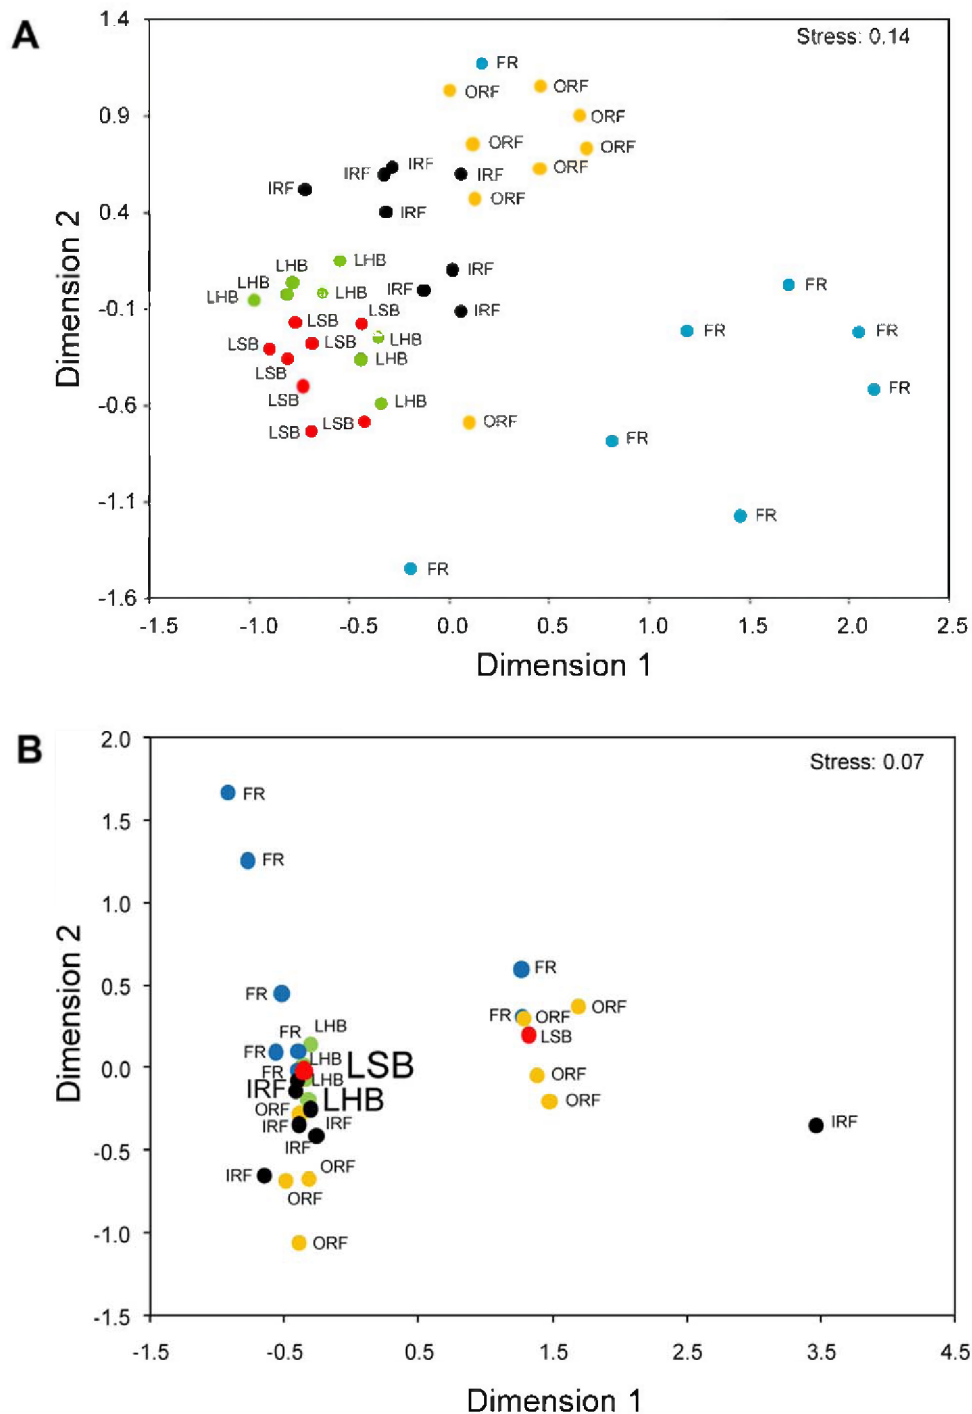 A
1.4
Stress: 0.14
FR
ORF
ORF
0.9
ORF
ORF
ORF
IRF
IRF
IRF
ORF
IRF
ORF
0.4
IRF
LHB
LHB
IRF
LHB
IRF
LHB
LHB
FR
-0.1
LSB
IRF
LSB
LSB
LSB
LHB
FR
FR
LHB
LSB
FR
LSB
LHB
-0.6
LSB
LSB
ORF
FR
-1.1
FR
FR
-1.6
Dimension 2
-1.5 -1.0 -0.5 0.0 0.5 1.0 1.5 2.0 2.5
Dimension 1
B
2.0
Stress: 0.07
FR
1.5
FR
1.0
FR
0.5
FR
ORF
FR
ORF
LHB
FR
LSB
FR
LHB
LSB
0.0
FR
LHB
ORF
IRF
LHB
ORF
ORF
IRF
IRF
IRF
IRF
-0.5
ORF
IRF
ORF
-1.0
ORF
-1.5
Dimension 2
-1.5 -0.5 0.5 1.5 2.5 3.5 4.5
Dimension 1